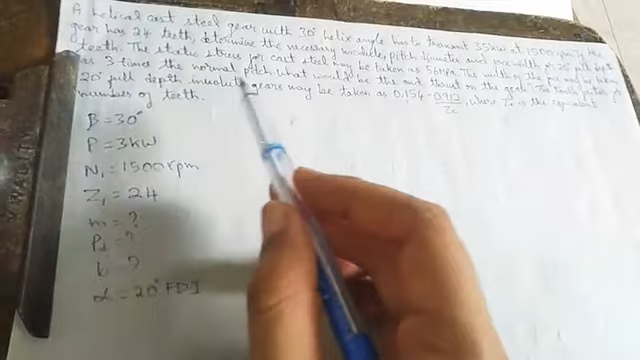 A helical cast steel gear with 30° helix angle has to transmit 35kW at 1500rpm. If the
gear has 24 teeth, determine the necessary module, pitch diameter and face width for 20° full depth
teeth. The static stress for cast steel may be taken as 56MPa. The width of the face may be taken
as 3 times the normal pitch. What would be the end thrust on the gear. The tooth factor for
20° full depth involute gears may be taken as 0.154 - 0.912/Ze, where Ze is the equivalent
number of teeth.
β = 30°
P = 3kW
N₁ = 1500rpm
Z₁ = 24
m = ?
Pd = ?
b = ?
α = 20° FDI